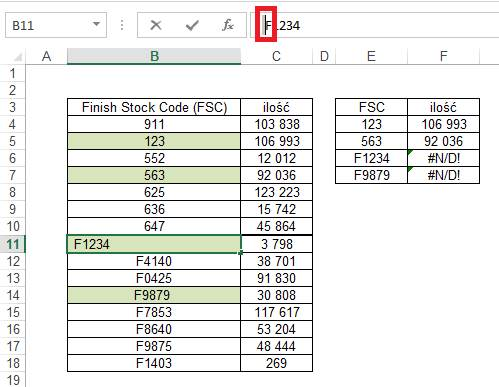 B11 fx F1234
A B C D E F
1
2
3 Finish Stock Code (FSC) ilość FSC ilość
4 911 103 838 123 106 993
5 123 106 993 563 92 036
6 552 12 012 F1234 #N/D!
7 563 92 036 F9879 #N/D!
8 625 123 223
9 636 15 742
10 647 45 864
11 F1234 3 798
12 F4140 38 701
13 F0425 91 830
14 F9879 30 808
15 F7853 117 617
16 F8640 53 204
17 F9875 48 444
18 F1403 269
19